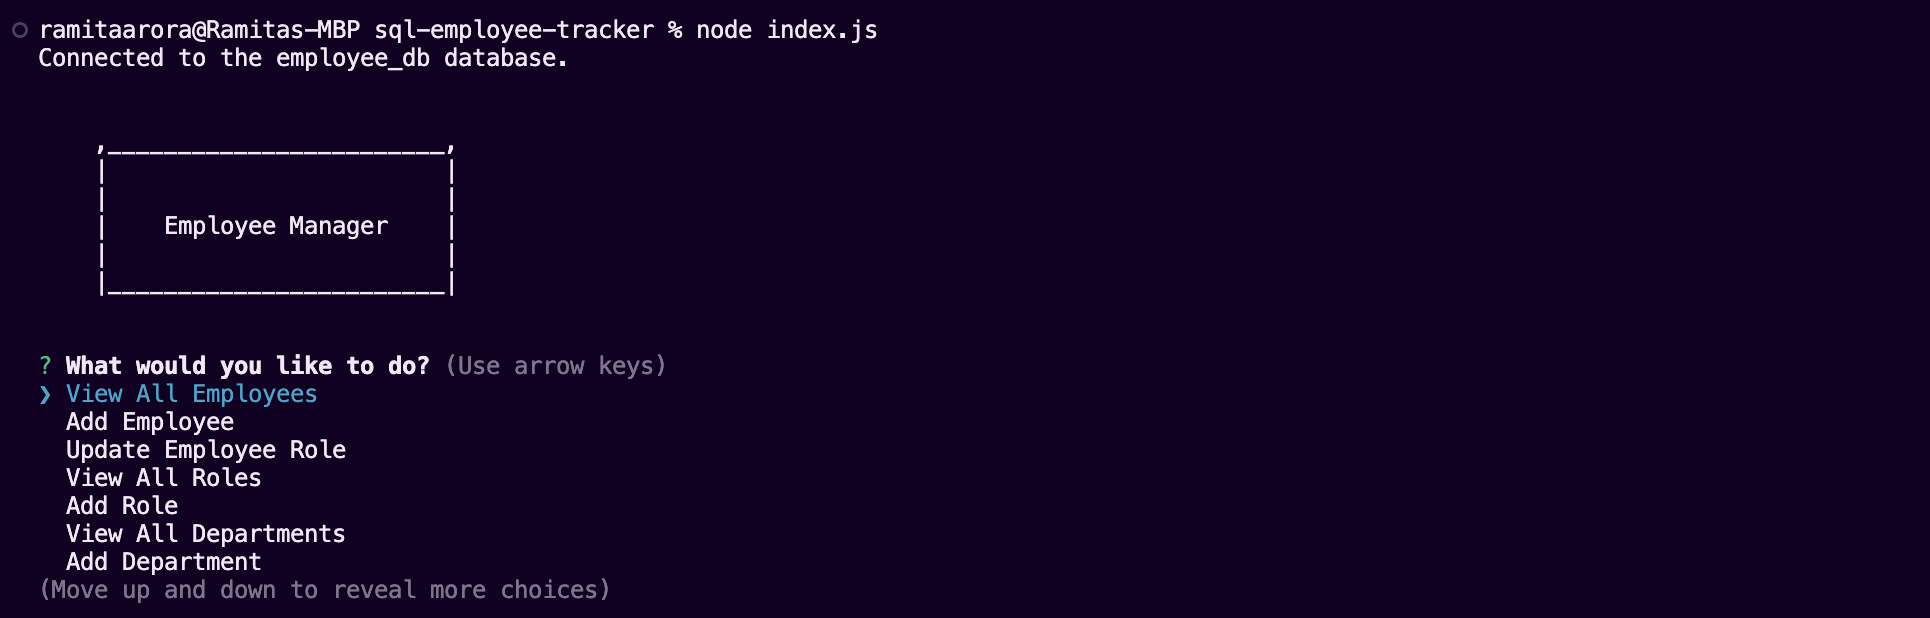 ramitaarora@Ramitas-MBP sql-employee-tracker % node index.js
Connected to the employee_db database.
Employee Manager
? What would you like to do? (Use arrow keys)
❯ View All Employees
Add Employee
Update Employee Role
View All Roles
Add Role
View All Departments
Add Department
(Move up and down to reveal more choices)